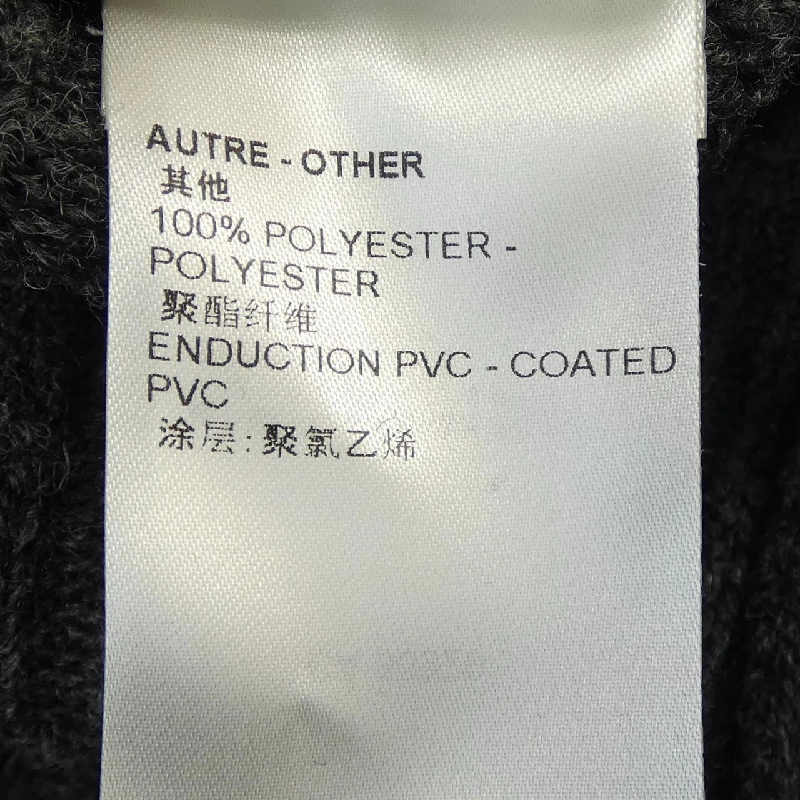 AUTRE - OTHER
其他
100% POLYESTER -
POLYESTER
聚酯纤维
ENDUCTION PVC - COATED
PVC
涂层: 聚氯乙烯